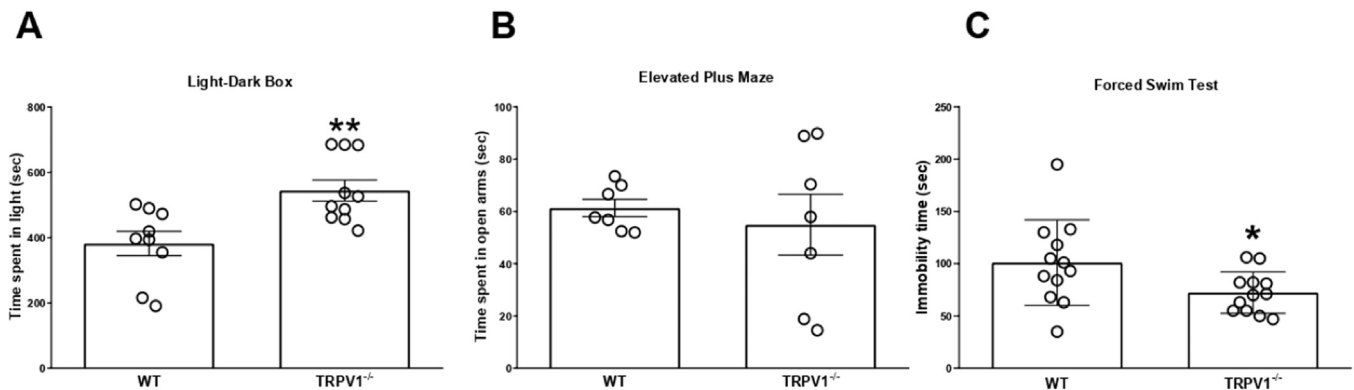 A
B
C
Light-Dark Box
Time spent in light (sec)
800
600
400
200
0
**
WT
TRPV1-/-
Elevated Plus Maze
Time spent in open arms (sec)
100
80
60
40
20
0
WT
TRPV1-/-
Forced Swim Test
Immobility time (sec)
250
200
150
100
50
0
*
WT
TRPV1-/-